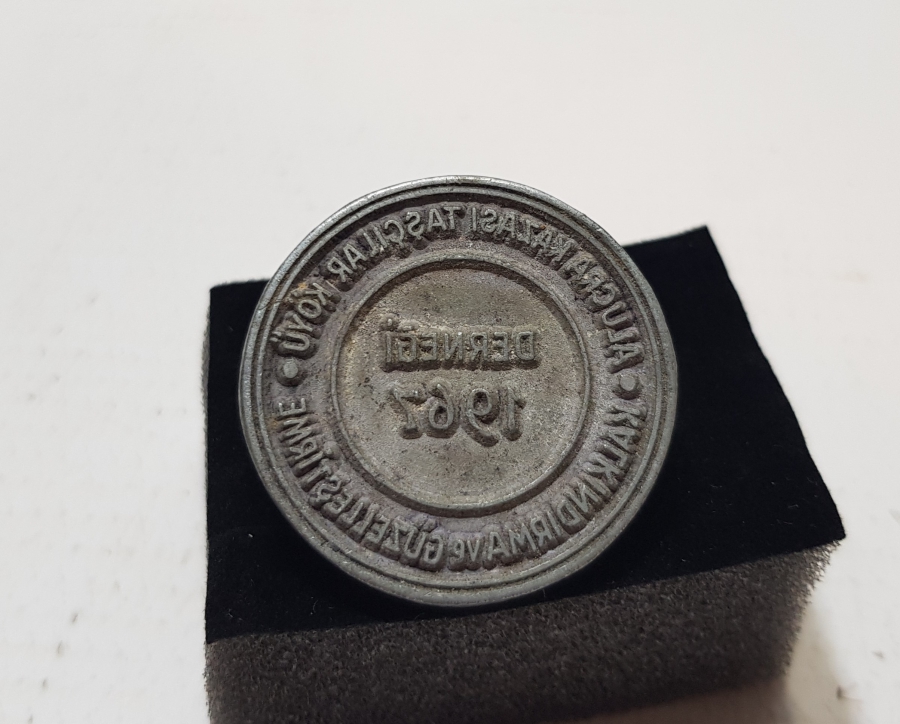 ALUCRA KAZASI TAŞÇILAR KÖYÜ
KALKINDIRMA ve GÜZELLEŞTİRME
DERNEĞİ
1967